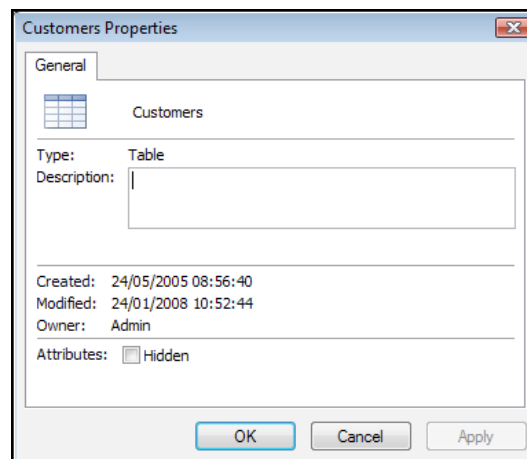 Customers Properties
General
Customers
Type: Table
Description:
Created: 24/05/2005 08:56:40
Modified: 24/01/2008 10:52:44
Owner: Admin
Attributes: Hidden
OK Cancel Apply